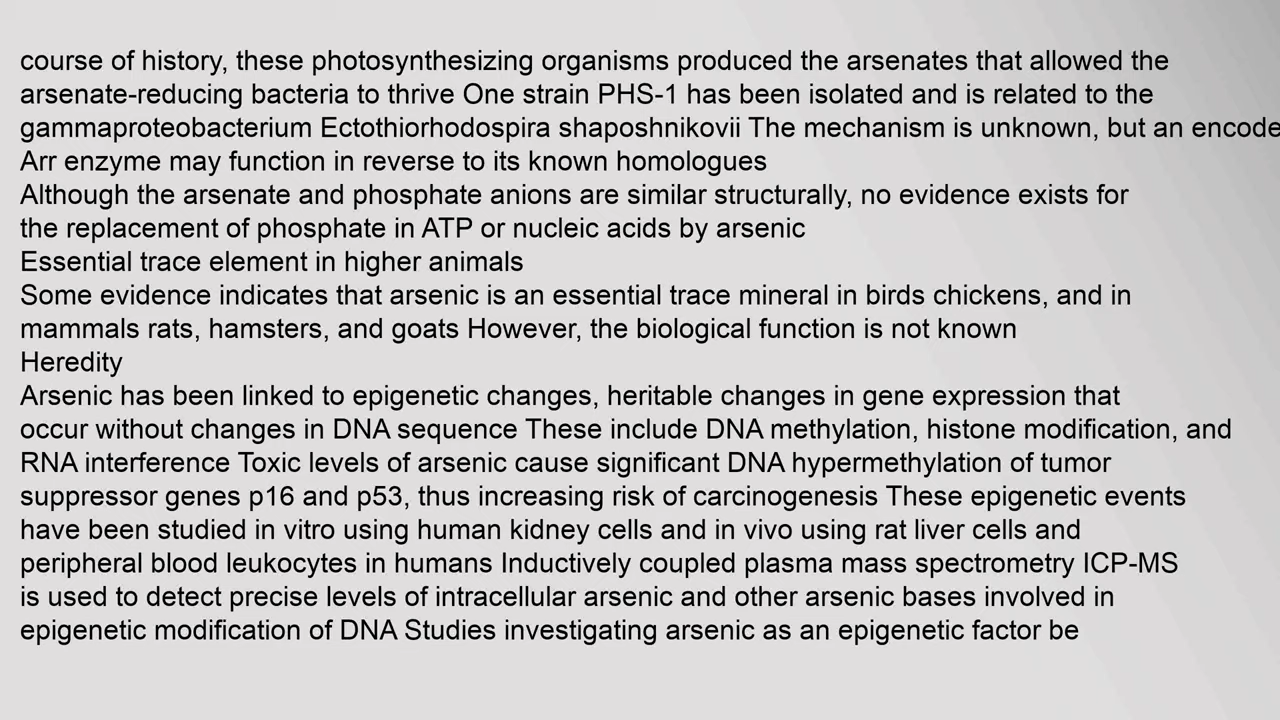 course of history, these photosynthesizing organisms produced the arsenates that allowed the
arsenate-reducing bacteria to thrive One strain PHS-1 has been isolated and is related to the
gammaproteobacterium Ectothiorhodospira shaposhnikovii The mechanism is unknown, but an encode
Arr enzyme may function in reverse to its known homologues
Although the arsenate and phosphate anions are similar structurally, no evidence exists for
the replacement of phosphate in ATP or nucleic acids by arsenic
Essential trace element in higher animals
Some evidence indicates that arsenic is an essential trace mineral in birds chickens, and in
mammals rats, hamsters, and goats However, the biological function is not known
Heredity
Arsenic has been linked to epigenetic changes, heritable changes in gene expression that
occur without changes in DNA sequence These include DNA methylation, histone modification, and
RNA interference Toxic levels of arsenic cause significant DNA hypermethylation of tumor
suppressor genes p16 and p53, thus increasing risk of carcinogenesis These epigenetic events
have been studied in vitro using human kidney cells and in vivo using rat liver cells and
peripheral blood leukocytes in humans Inductively coupled plasma mass spectrometry ICP-MS
is used to detect precise levels of intracellular arsenic and other arsenic bases involved in
epigenetic modification of DNA Studies investigating arsenic as an epigenetic factor be